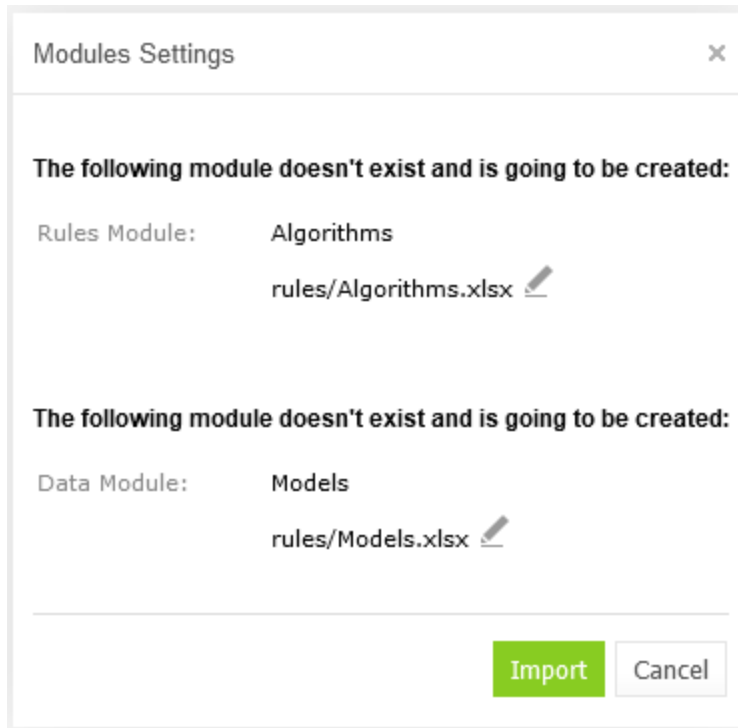 Modules Settings
The following module doesn't exist and is going to be created:
Rules Module: Algorithms
rules/Algorithms.xlsx
The following module doesn't exist and is going to be created:
Data Module: Models
rules/Models.xlsx
Import Cancel